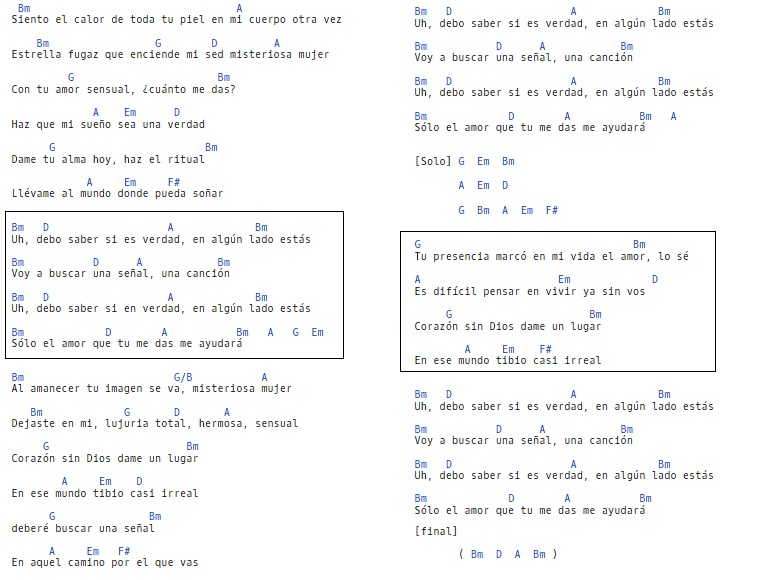 Bm A
Siento el calor de toda tu piel en mi cuerpo otra vez
Bm G D A
Estrella fugaz que enciende mi sed misteriosa mujer
G Bm
Con tu amor sensual, ¿cuánto me das?
A Em D
Haz que mi sueño sea una verdad
G Bm
Dame tu alma hoy, haz el ritual
A Em F#
Llévame al mundo donde pueda soñar
Bm D A Bm
Uh, debo saber si es verdad, en algún lado estás
Bm D A Bm
Voy a buscar una señal, una canción
Bm D A Bm
Uh, debo saber si en verdad, en algún lado estás
Bm D A Bm A G Em
Sólo el amor que tu me das me ayudará
Bm G/B A
Al amanecer tu imagen se va, misteriosa mujer
Bm G D A
Dejaste en mi, lujuria total, hermosa, sensual
G Bm
Corazón sin Dios dame un lugar
A Em D
En ese mundo tibio casi irreal
G Bm
deberé buscar una señal
A Em F#
En aquel camino por el que vas
Bm D A Bm
Uh, debo saber si es verdad, en algún lado estás
Bm D A Bm
Voy a buscar una señal, una canción
Bm D A Bm
Uh, debo saber si es verdad, en algún lado estás
Bm D A Bm A
Sólo el amor que tu me das me ayudará
[Solo] G Em Bm
A Em D
G Bm A Em F#
G Bm
Tu presencia marcó en mi vida el amor, lo sé
A Em D
Es difícil pensar en vivir ya sin vos
G Bm
Corazón sin Dios dame un lugar
A Em F#
En ese mundo tibio casi irreal
Bm D A Bm
Uh, debo saber si es verdad, en algún lado estás
Bm D A Bm
Voy a buscar una señal, una canción
Bm D A Bm
Uh, debo saber si es verdad, en algún lado estás
Bm D A Bm
Sólo el amor que tu me das me ayudará
[final]
( Bm D A Bm )